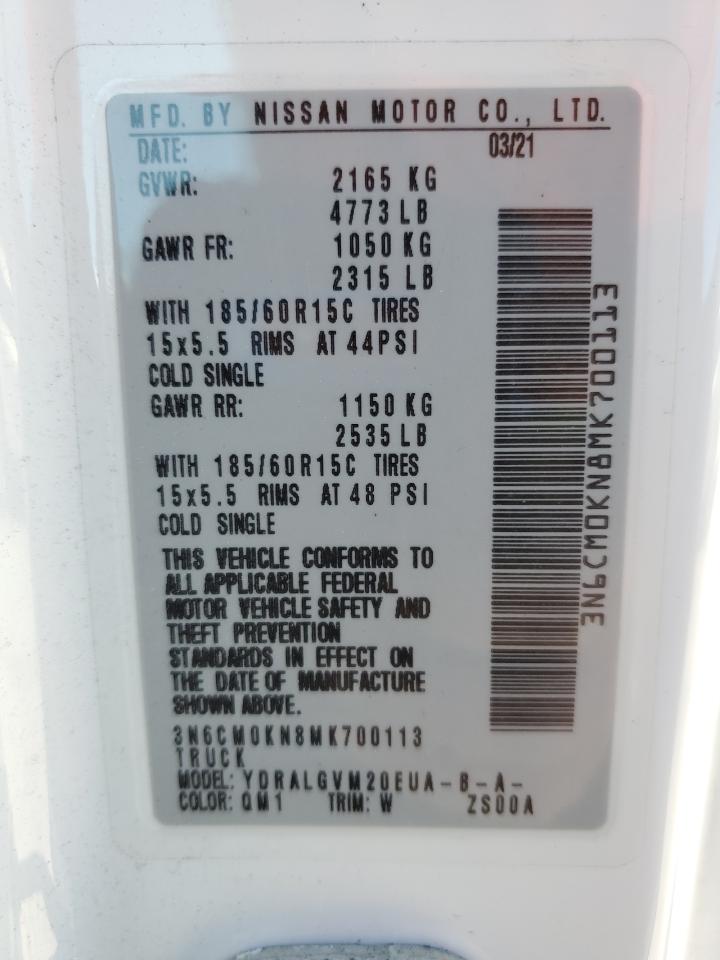 MFD. BY NISSAN MOTOR CO., LTD.
DATE: 03/21
GVWR: 2165 KG
4773 LB
GAWR FR: 1050 KG
2315 LB
WITH 185/60R15C TIRES
15x5.5 RIMS AT 44PSI
COLD SINGLE
GAWR RR: 1150 KG
2535 LB
WITH 185/60R15C TIRES
15x5.5 RIMS AT 48 PSI
COLD SINGLE
THIS VEHICLE CONFORMS TO
ALL APPLICABLE FEDERAL
MOTOR VEHICLE SAFETY AND
THEFT PREVENTION
STANDARDS IN EFFECT ON
THE DATE OF MANUFACTURE
SHOWN ABOVE.
3N6CM0KN8MK700113
TRUCK
MODEL: YDRALGVM20EUA-B-A-
COLOR: QM1 TRIM: W ZS00A
3N6CM0KN8MK700113